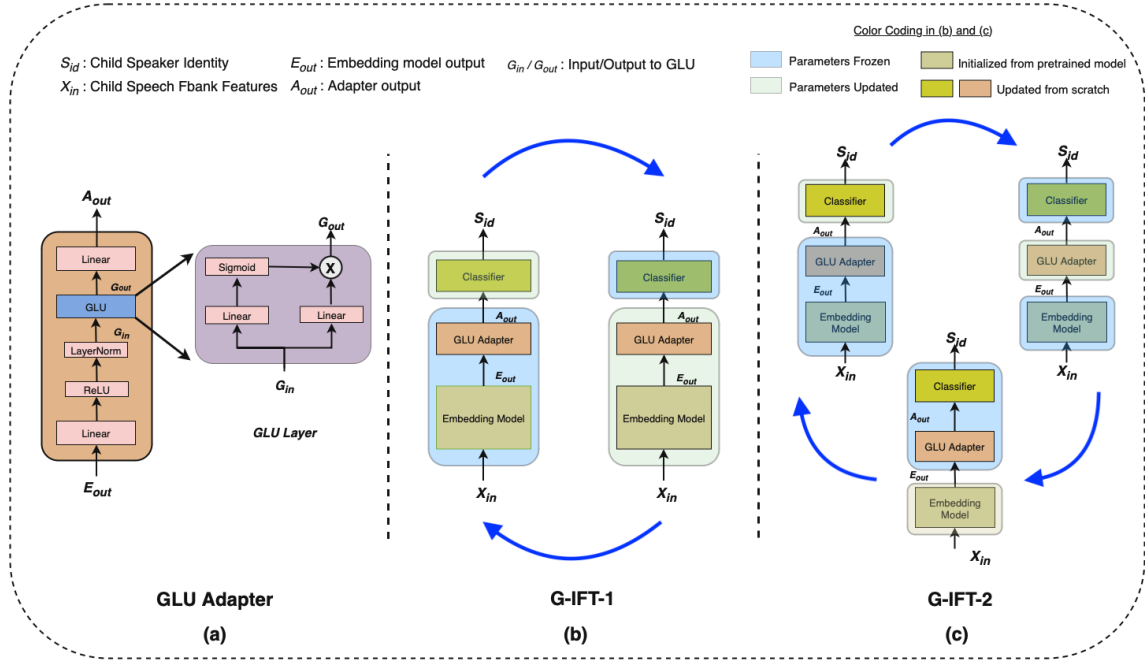 Color Coding in (b) and (c)
S_id : Child Speaker Identity
E_out : Embedding model output
G_in / G_out : Input/Output to GLU
X_in : Child Speech Fbank Features
A_out : Adapter output
Parameters Frozen
Initialized from pretrained model
Parameters Updated
Updated from scratch
A_out
Linear
G_out
GLU
G_in
LayerNorm
ReLU
Linear
E_out
G_out
Sigmoid
X
Linear
Linear
G_in
GLU Layer
S_id
Classifier
A_out
GLU Adapter
E_out
Embedding Model
X_in
S_id
Classifier
A_out
GLU Adapter
E_out
Embedding Model
X_in
S_id
Classifier
A_out
GLU Adapter
E_out
Embedding
Model
X_in
S_id
Classifier
A_out
GLU Adapter
E_out
Embedding
Model
X_in
S_id
Classifier
A_out
GLU Adapter
E_out
Embedding
Model
X_in
GLU Adapter
G-IFT-1
G-IFT-2
(a)
(b)
(c)